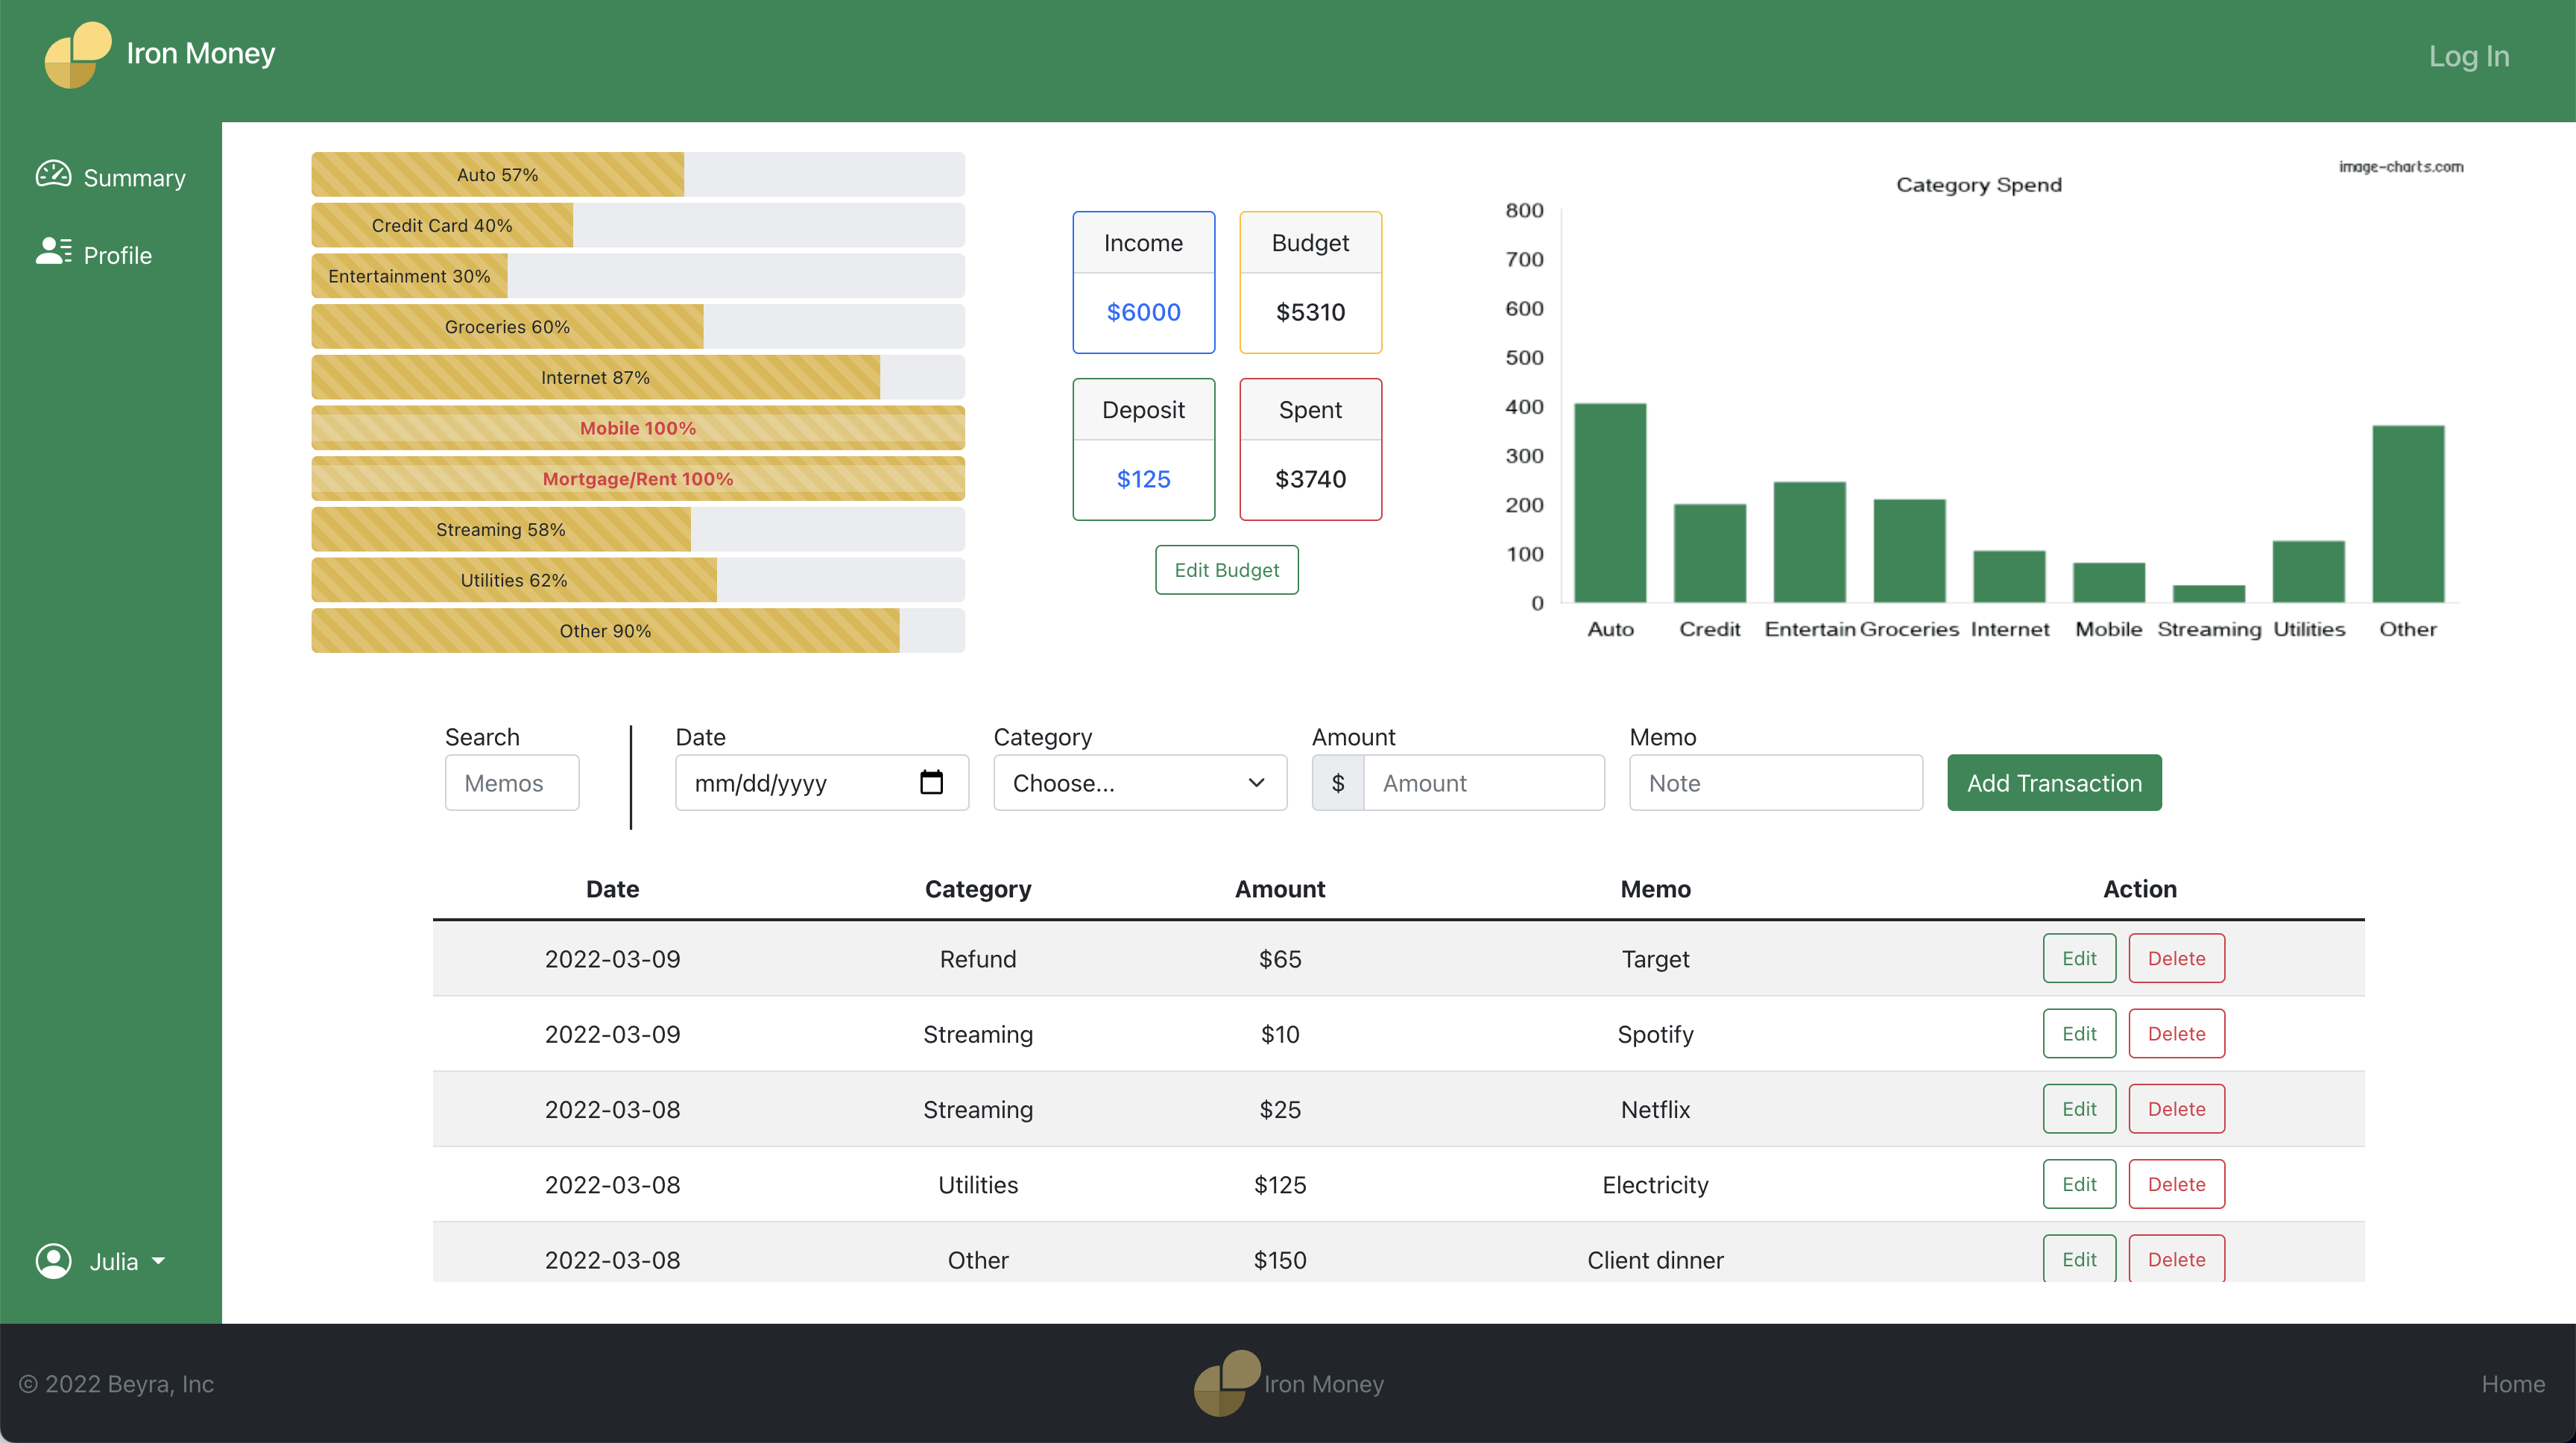 Iron Money
Log In
Summary
Profile
Julia
Auto 57%
Credit Card 40%
Entertainment 30%
Groceries 60%
Internet 87%
Mobile 100%
Mortgage/Rent 100%
Streaming 58%
Utilities 62%
Other 90%
Income Budget
$6000 $5310
Deposit Spent
$125 $3740
Edit Budget
image-charts.com
Category Spend
800
700
600
500
400
300
200
100
0
Auto Credit Entertain Groceries Internet Mobile Streaming Utilities Other
Search Date Category Amount Memo
Memos mm/dd/yyyy Choose... $ Amount Note Add Transaction
Date Category Amount Memo Action
2022-03-09 Refund $65 Target Edit Delete
2022-03-09 Streaming $10 Spotify Edit Delete
2022-03-08 Streaming $25 Netflix Edit Delete
2022-03-08 Utilities $125 Electricity Edit Delete
2022-03-08 Other $150 Client dinner Edit Delete
© 2022 Beyra, Inc Iron Money Home